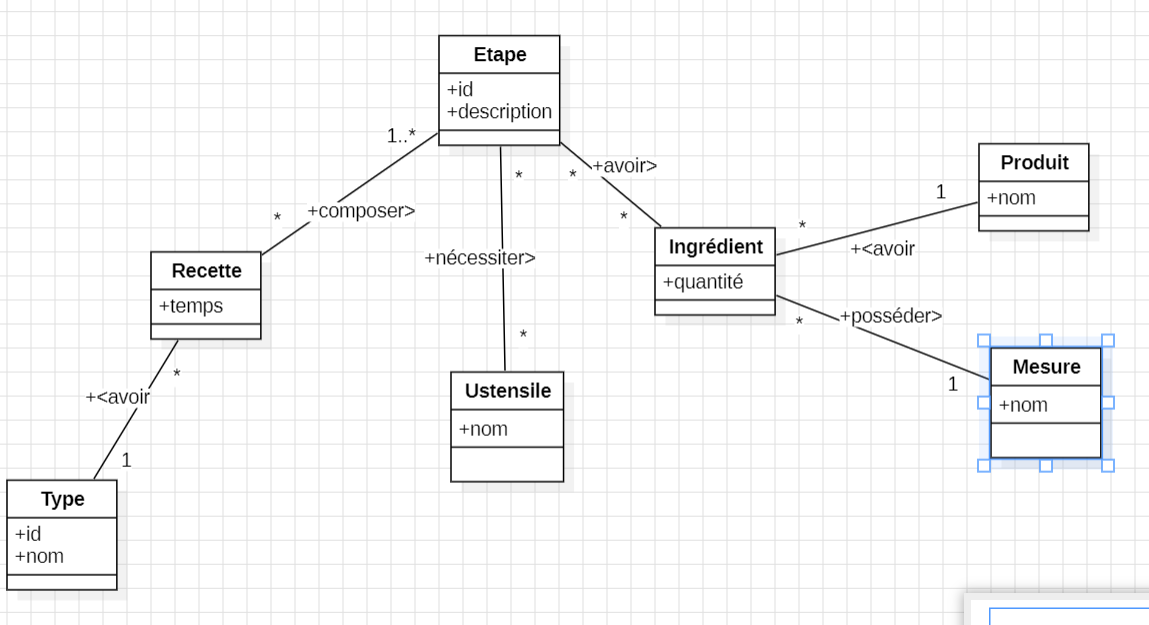 Etape
+id
+description
1..*
*
+composer>
*
+nécessiter>
*
*
+avoir>
*
Produit
+nom
1
*
+<avoir
Ingrédient
+quantité
*
+posséder>
1
Mesure
+nom
Recette
+temps
*
+<avoir
1
Ustensile
+nom
Type
+id
+nom